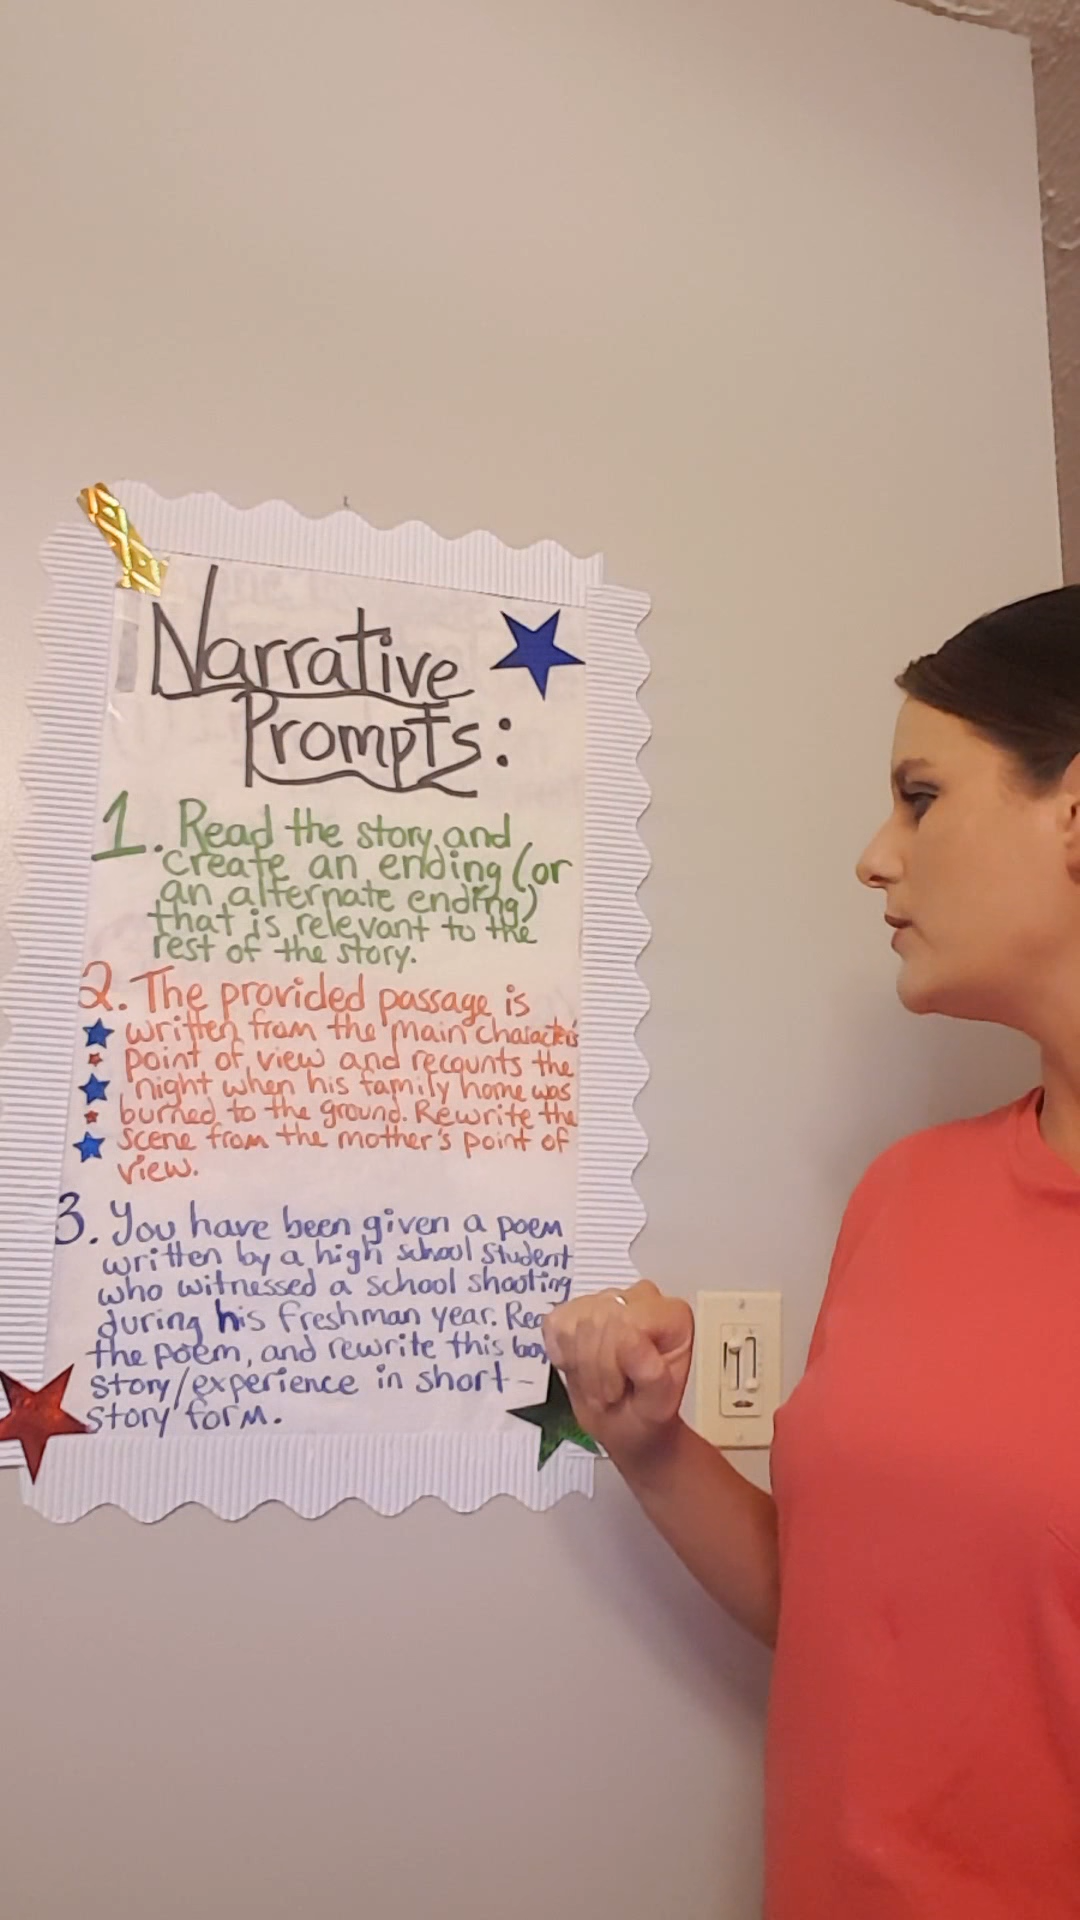 Narrative
Prompts:
1. Read the story and
create an ending (or
an alternate ending)
that is relevant to the
rest of the story.
2. The provided passage is
written from the main character's
point of view and recounts the
night when his family home was
burned to the ground. Rewrite the
scene from the mother's point of
view.
3. You have been given a poem
written by a high school student
who witnessed a school shooting
during his freshman year.
the poem, and rewrite this
story/experience in short-
story form.